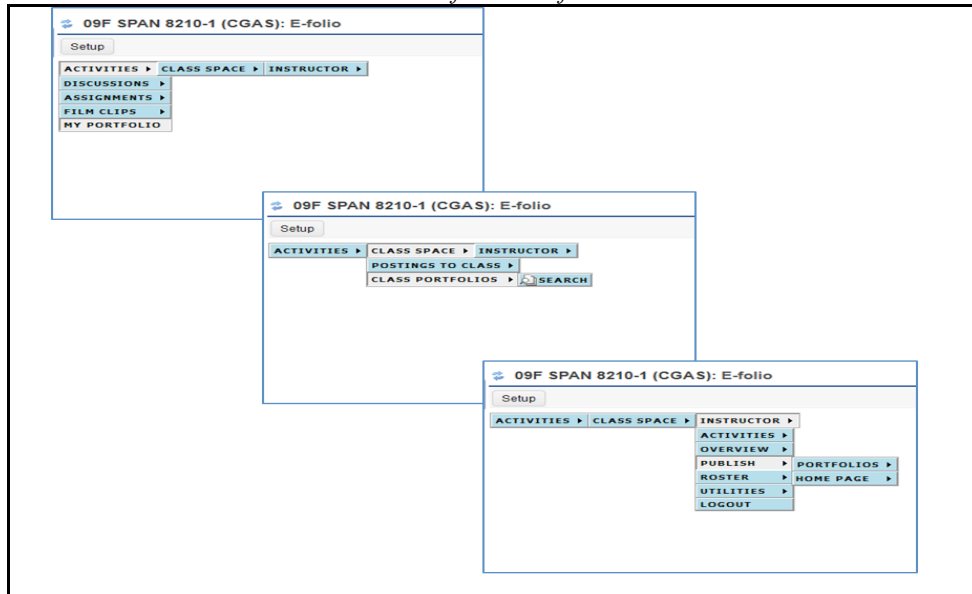 09F SPAN 8210-1 (CGAS): E-folio
Setup
ACTIVITIES CLASS SPACE INSTRUCTOR
DISCUSSIONS
ASSIGNMENTS
FILM CLIPS
MY PORTFOLIO
09F SPAN 8210-1 (CGAS): E-folio
Setup
ACTIVITIES CLASS SPACE INSTRUCTOR
POSTINGS TO CLASS
CLASS PORTFOLIOS SEARCH
09F SPAN 8210-1 (CGAS): E-folio
Setup
ACTIVITIES CLASS SPACE INSTRUCTOR
ACTIVITIES
OVERVIEW
PUBLISH PORTFOLIOS
ROSTER HOME PAGE
UTILITIES
LOGOUT